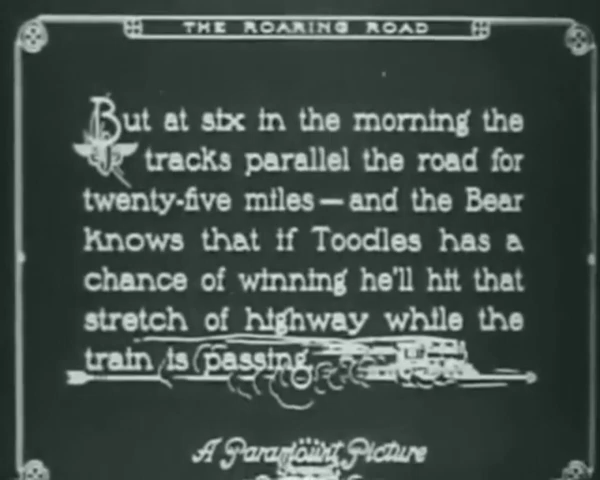 THE ROARING ROAD
But at six in the morning the
tracks parallel the road for
twenty-five miles—and the Bear
knows that if Toodles has a
chance of winning he'll hit that
stretch of highway while the
train is passing.
A Paramount Picture